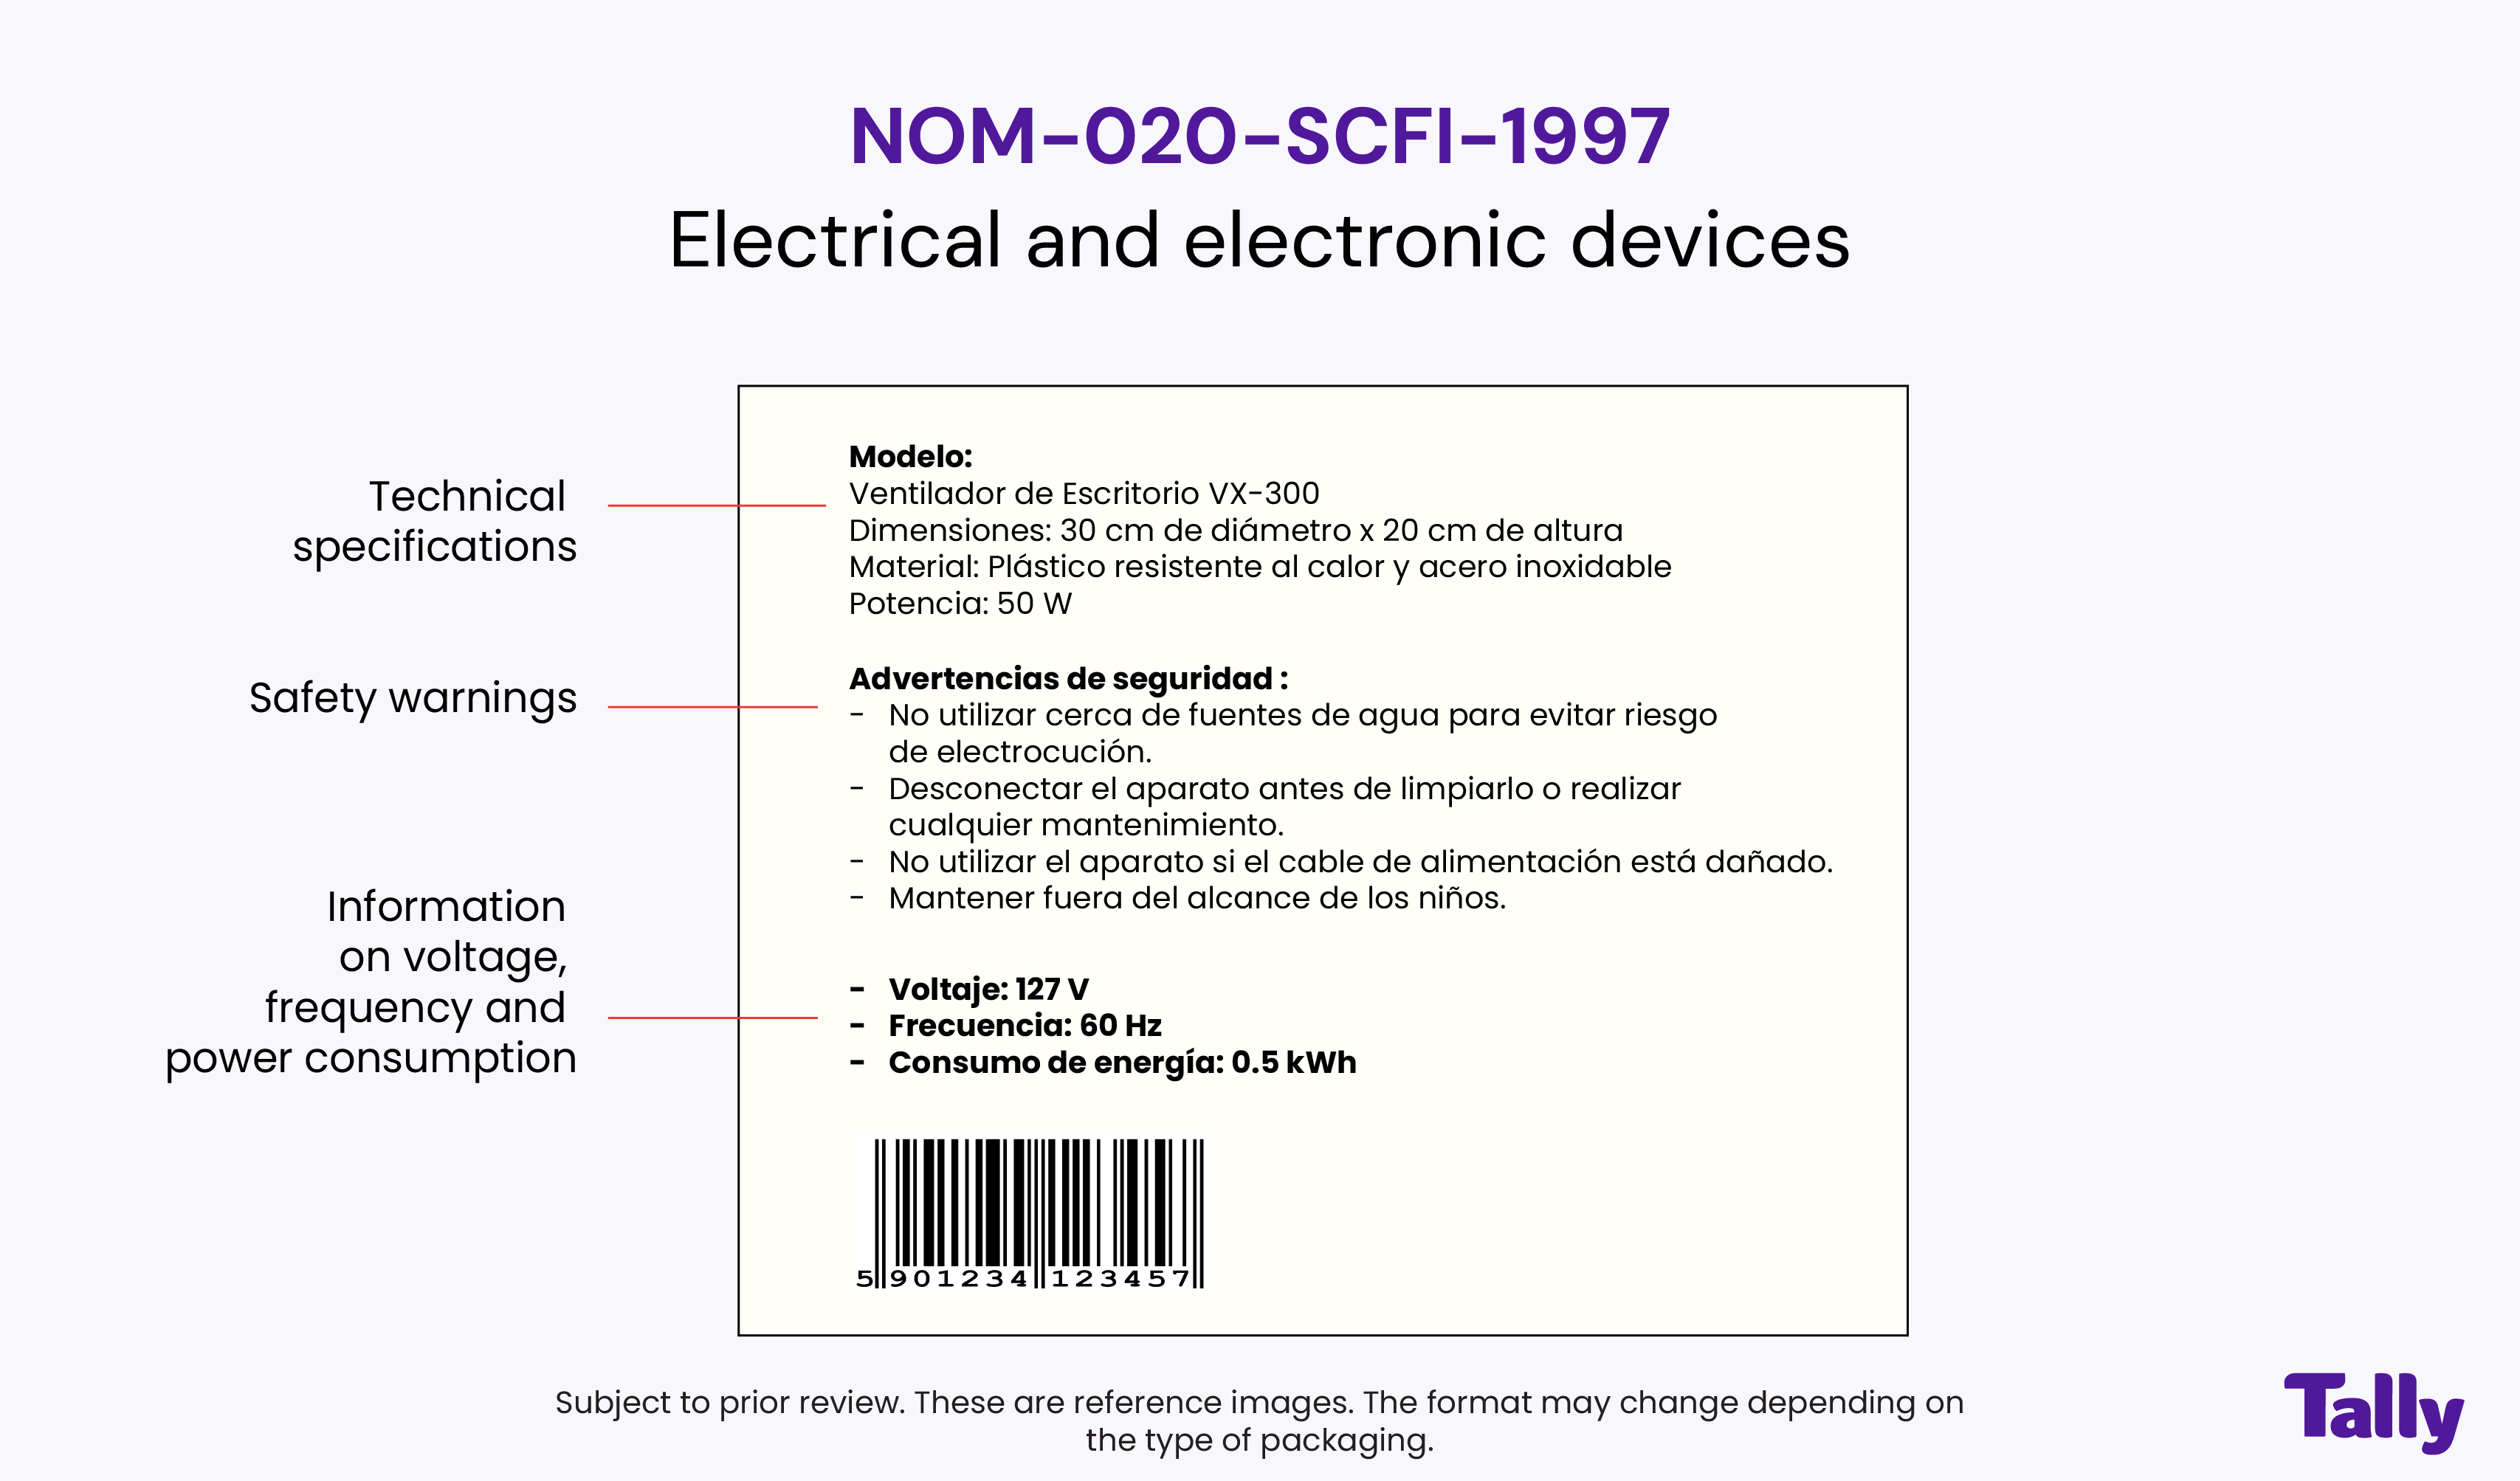 NOM-020-SCFI-1997
Electrical and electronic devices
Technical
specifications
Modelo:
Ventilador de Escritorio VX-300
Dimensiones: 30 cm de diámetro x 20 cm de altura
Material: Plástico resistente al calor y acero inoxidable
Potencia: 50 W
Safety warnings
Advertencias de seguridad :
- No utilizar cerca de fuentes de agua para evitar riesgo
de electrocución.
- Desconectar el aparato antes de limpiarlo o realizar
cualquier mantenimiento.
- No utilizar el aparato si el cable de alimentación está dañado.
- Mantener fuera del alcance de los niños.
Information
on voltage,
frequency and
power consumption
- Voltaje: 127 V
- Frecuencia: 60 Hz
- Consumo de energía: 0.5 kWh
5 901234 123457
Subject to prior review. These are reference images. The format may change depending on
the type of packaging.
Tally